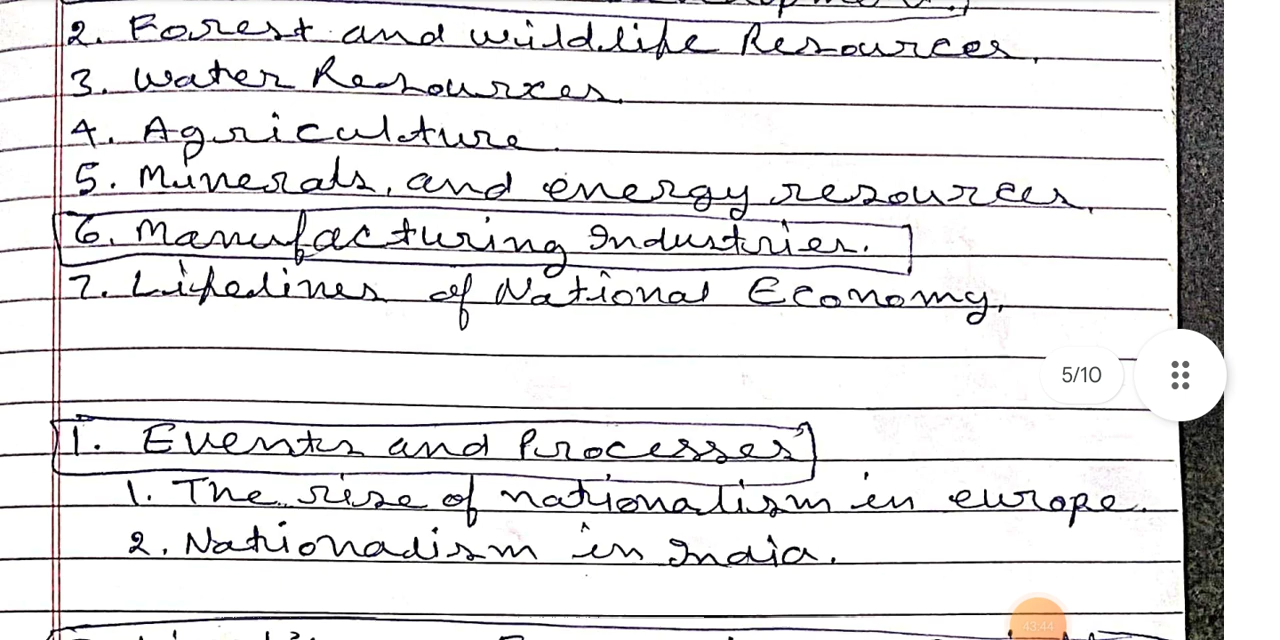 2. Forest and wildlife Resources.
3. Water Resources.
4. Agriculture.
5. Minerals, and energy resources.
6. Manufacturing Industries.
7. Lifelines of National Economy.
5/10
1. Events and Processes
1. The rise of nationalism in europe.
2. Nationalism in India.
43:44